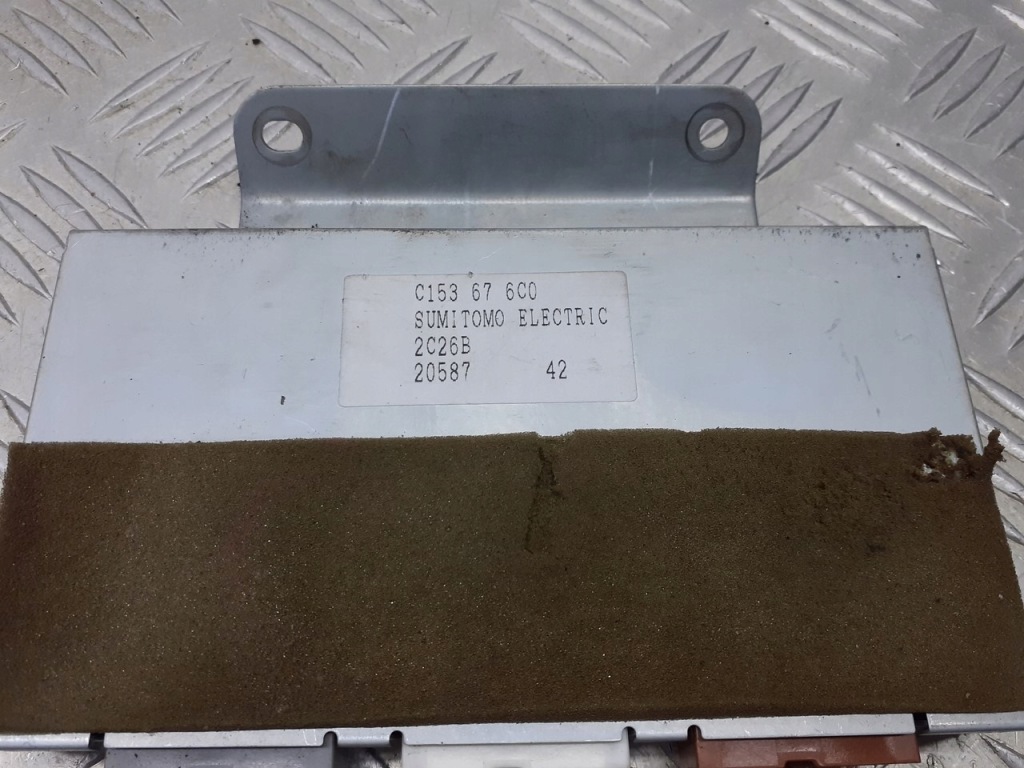 C153 67 6C0
SUMITOMO ELECTRIC
2C26B
20587 42